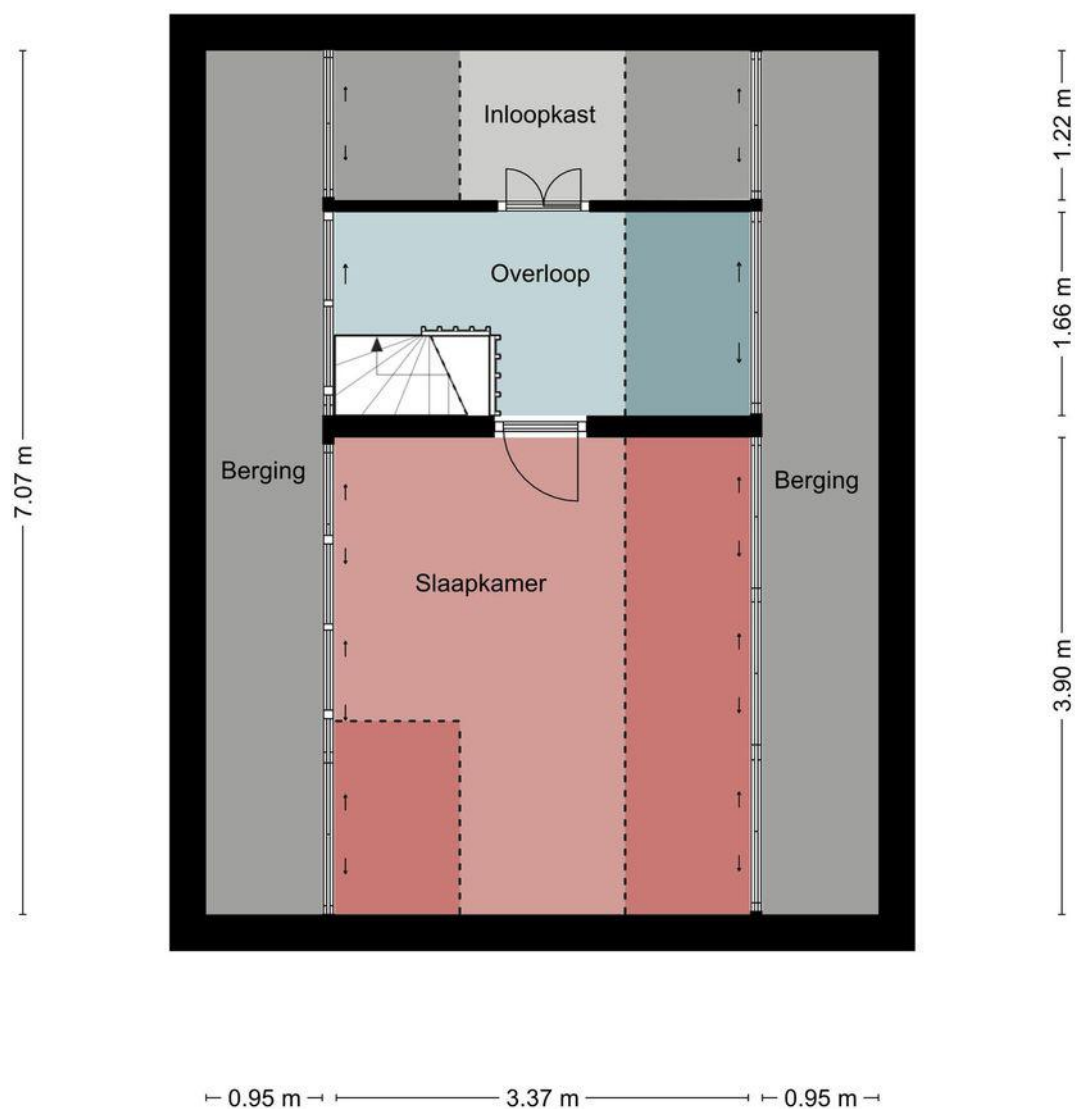 Inloopkast
1.22 m
Overloop
1.66 m
7.07 m
Berging
Berging
Slaapkamer
3.90 m
0.95 m
3.37 m
0.95 m